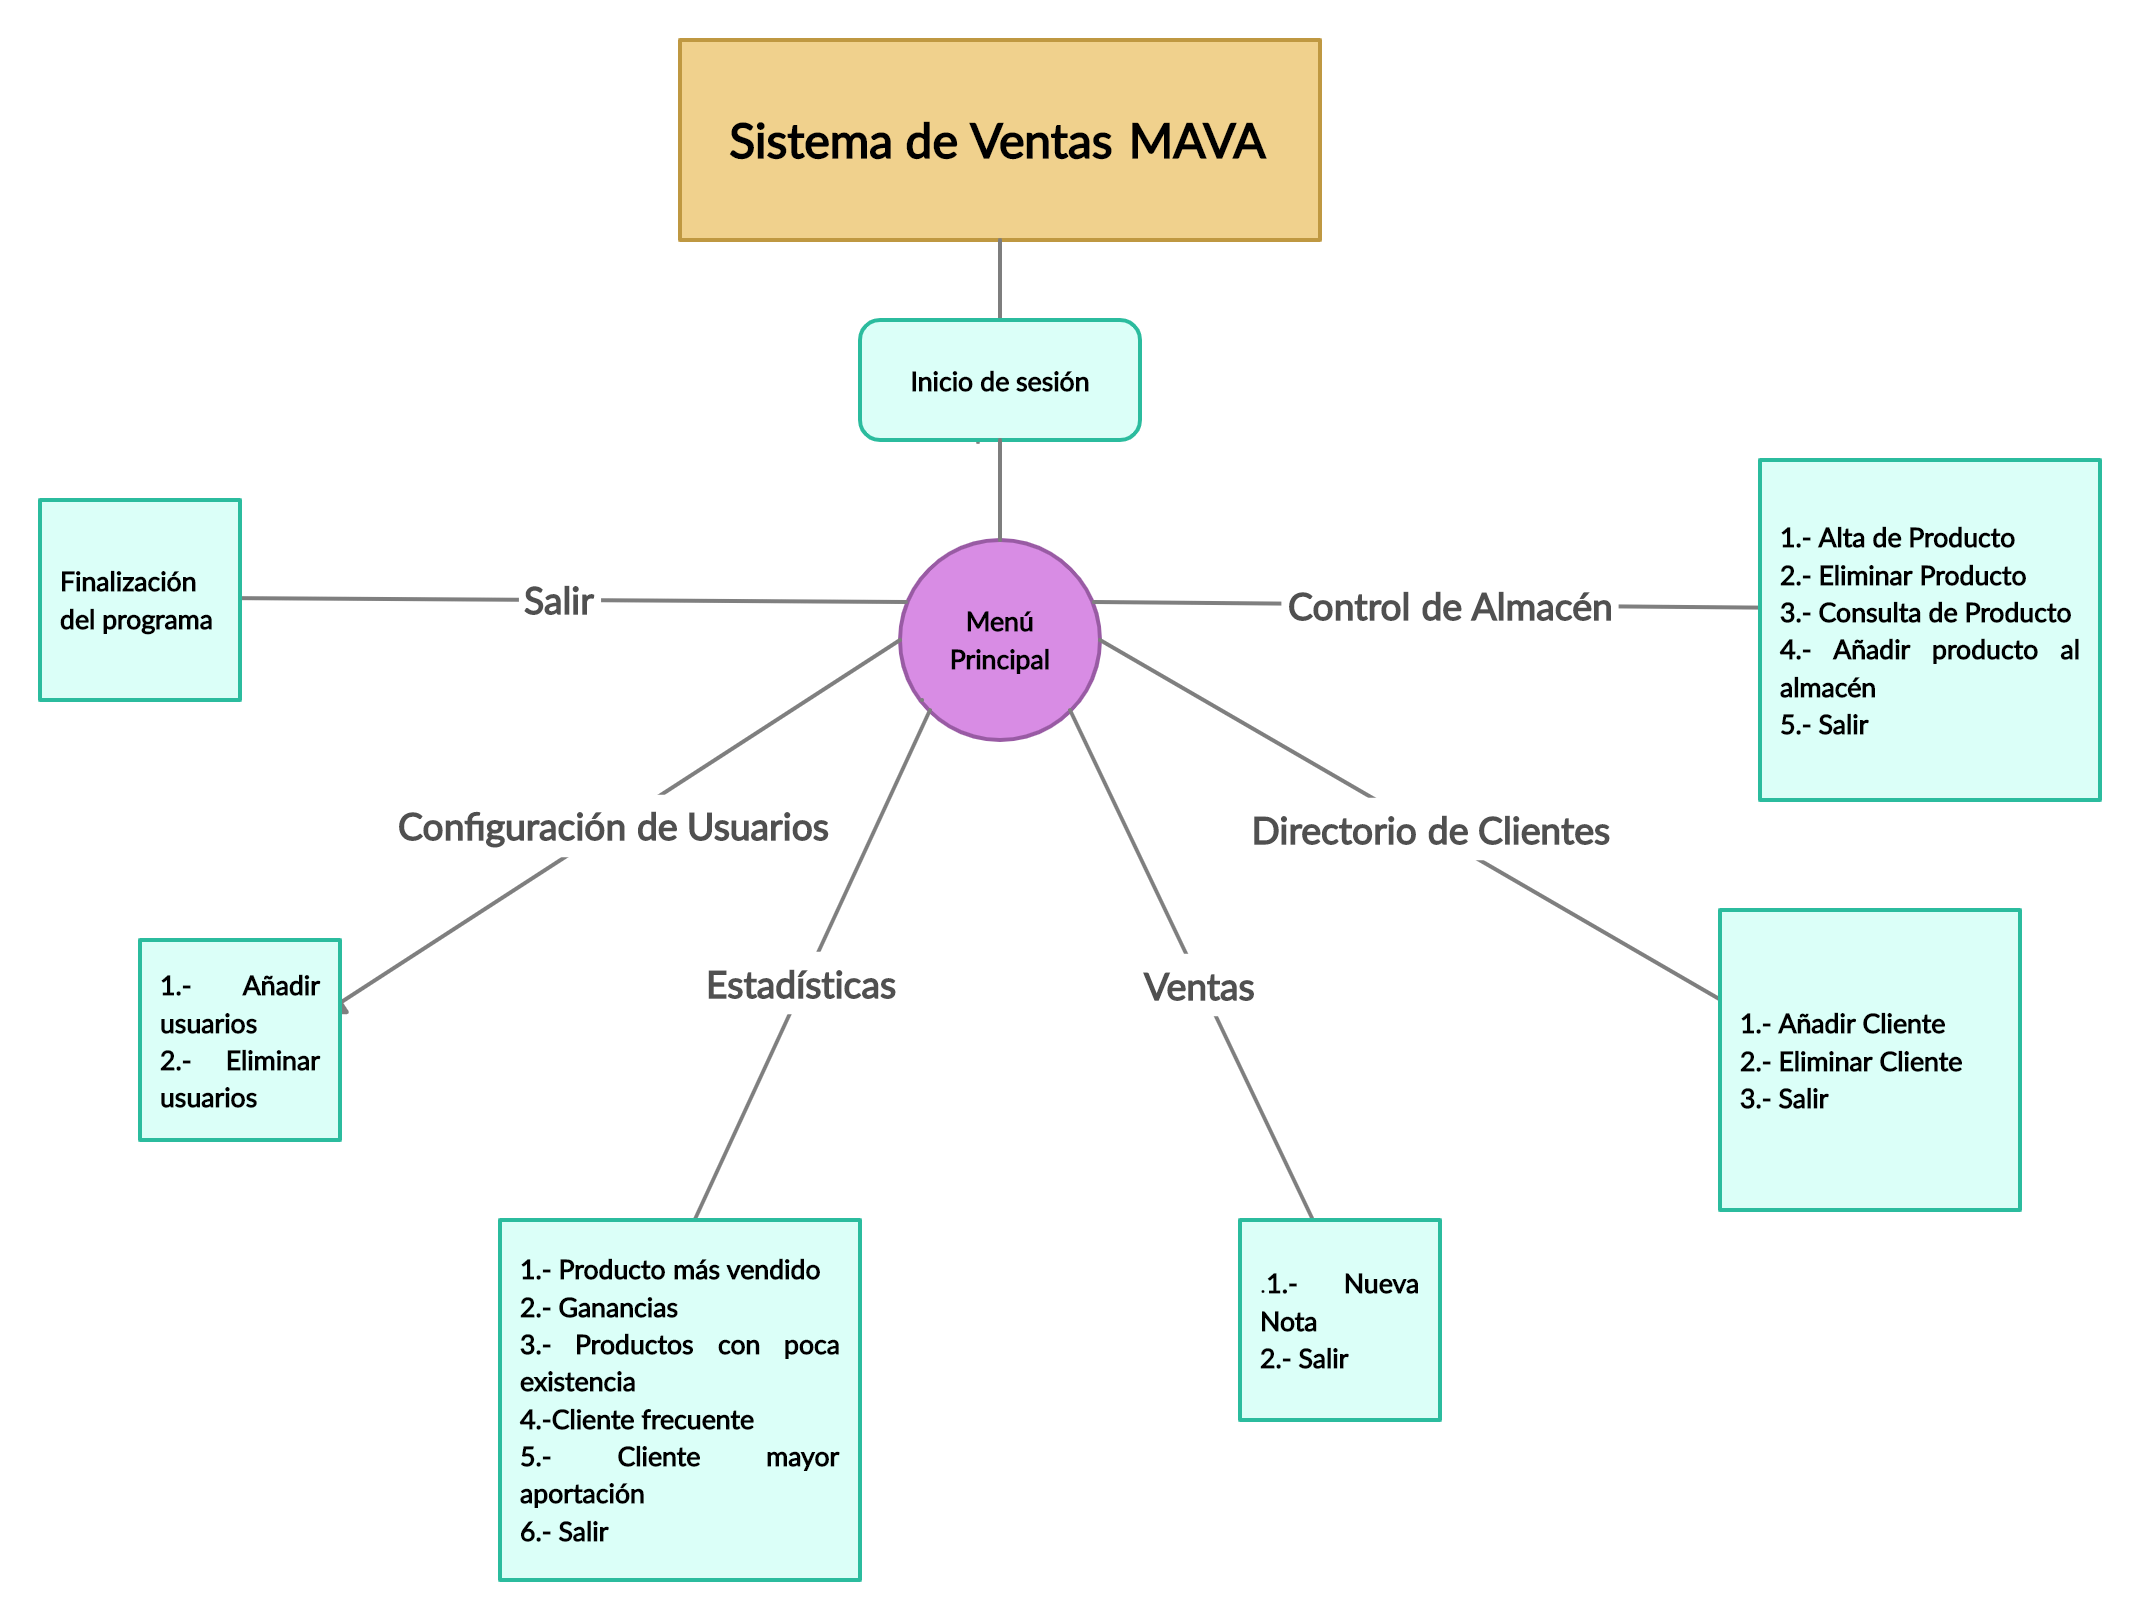 Sistema de Ventas MAVA
Inicio de sesión
Menú
Principal
Salir
Finalización
del programa
Control de Almacén
1.- Alta de Producto
2.- Eliminar Producto
3.- Consulta de Producto
4.- Añadir producto al
almacén
5.- Salir
Configuración de Usuarios
1.- Añadir
usuarios
2.- Eliminar
usuarios
Estadísticas
1.- Producto más vendido
2.- Ganancias
3.- Productos con poca
existencia
4.-Cliente frecuente
5.- Cliente mayor
aportación
6.- Salir
Ventas
.1.- Nueva
Nota
2.- Salir
Directorio de Clientes
1.- Añadir Cliente
2.- Eliminar Cliente
3.- Salir